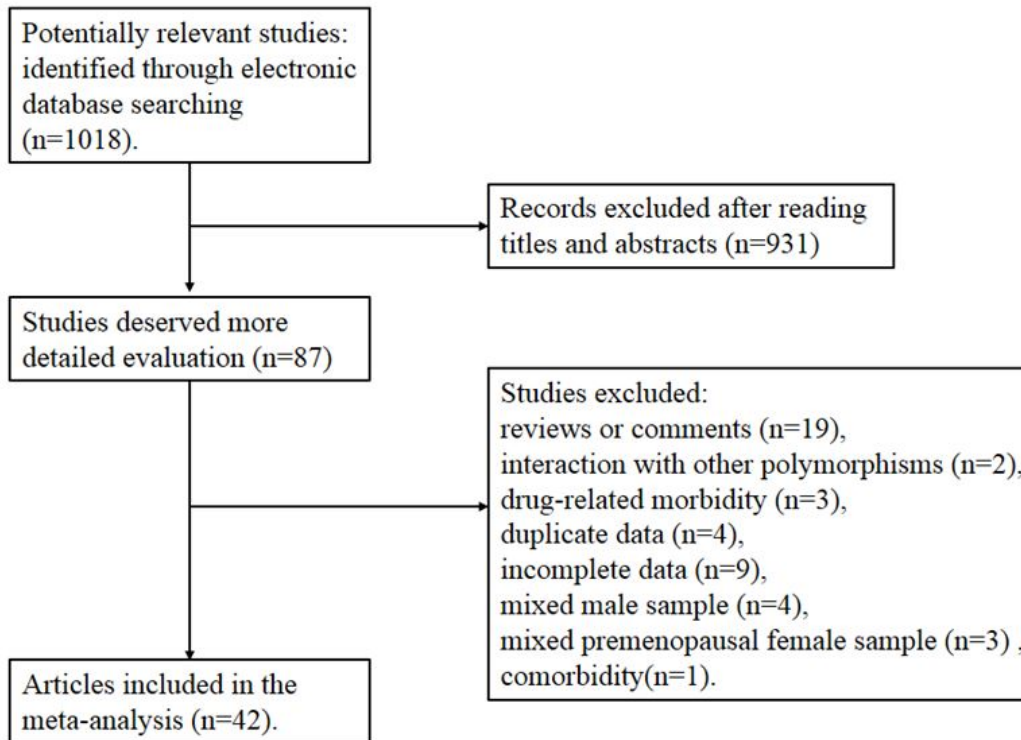 Potentially relevant studies:
identified through electronic
database searching
(n=1018).
Records excluded after reading
titles and abstracts (n=931)
Studies deserved more
detailed evaluation (n=87)
Studies excluded:
reviews or comments (n=19),
interaction with other polymorphisms (n=2),
drug-related morbidity (n=3),
duplicate data (n=4),
incomplete data (n=9),
mixed male sample (n=4),
mixed premenopausal female sample (n=3) ,
comorbidity(n=1).
Articles included in the
meta-analysis (n=42).